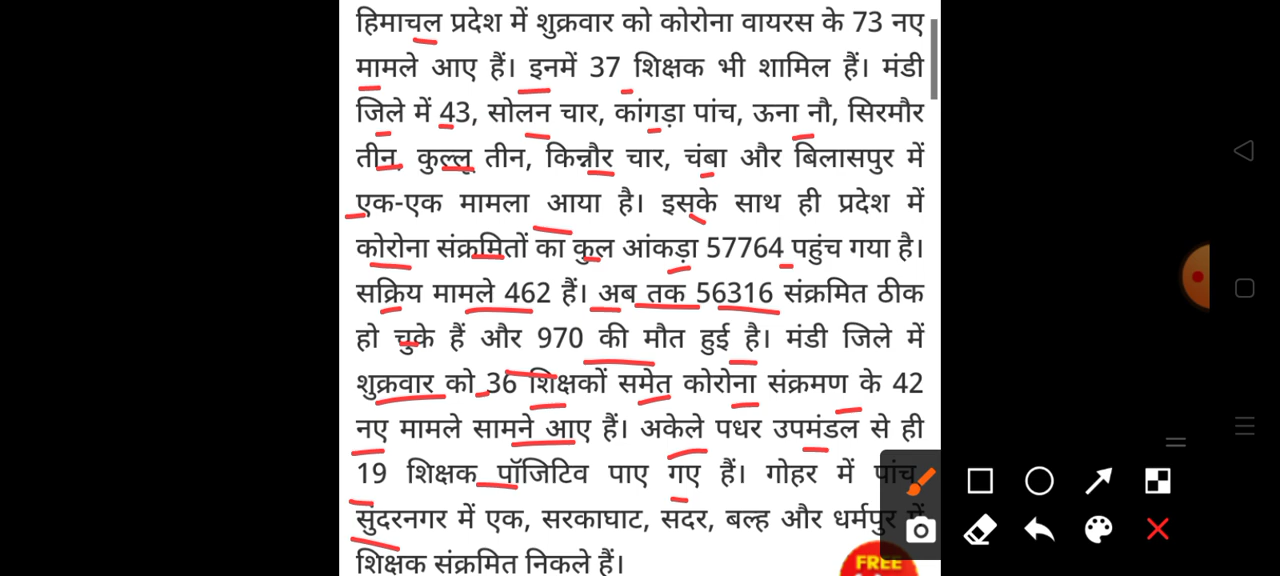 हिमाचल प्रदेश में शुक्रवार को कोरोना वायरस के 73 नए
मामले आए हैं। इनमें 37 शिक्षक भी शामिल हैं। मंडी
जिले में 43, सोलन चार, कांगड़ा पांच, ऊना नौ, सिरमौर
तीन, कुल्लू तीन, किन्नौर चार, चंबा और बिलासपुर में
एक-एक मामला आया है। इसके साथ ही प्रदेश में
कोरोना संक्रमितों का कुल आंकड़ा 57764 पहुंच गया है।
सक्रिय मामले 462 हैं। अब तक 56316 संक्रमित ठीक
हो चुके हैं और 970 की मौत हुई है। मंडी जिले में
शुक्रवार को 36 शिक्षकों समेत कोरोना संक्रमण के 42
नए मामले सामने आए हैं। अकेले पधर उपमंडल से ही
19 शिक्षक पॉजिटिव पाए गए हैं। गोहर में पांच,
सुंदरनगर में एक, सरकाघाट, सदर, बल्ह और धर्मपुर में
शिक्षक संक्रमित निकले हैं।
FREE